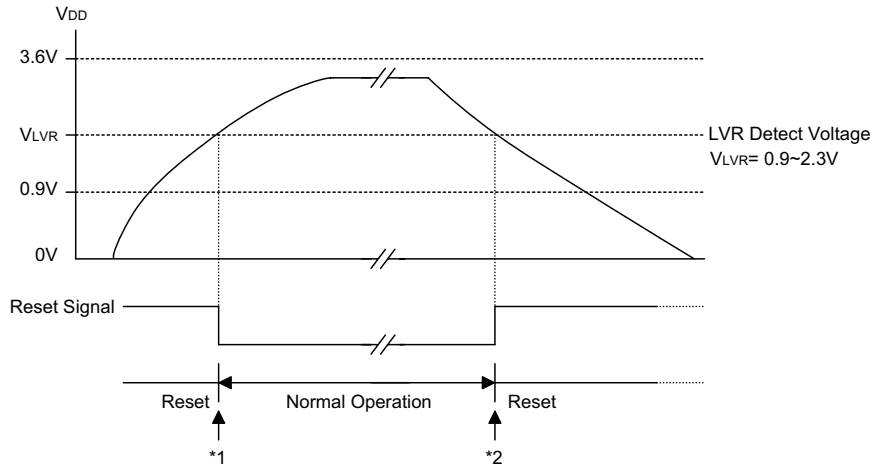 VDD
3.6V
VLVR
LVR Detect Voltage
VLVR= 0.9~2.3V
0.9V
0V
Reset Signal
Reset
Normal Operation
Reset
*1
*2